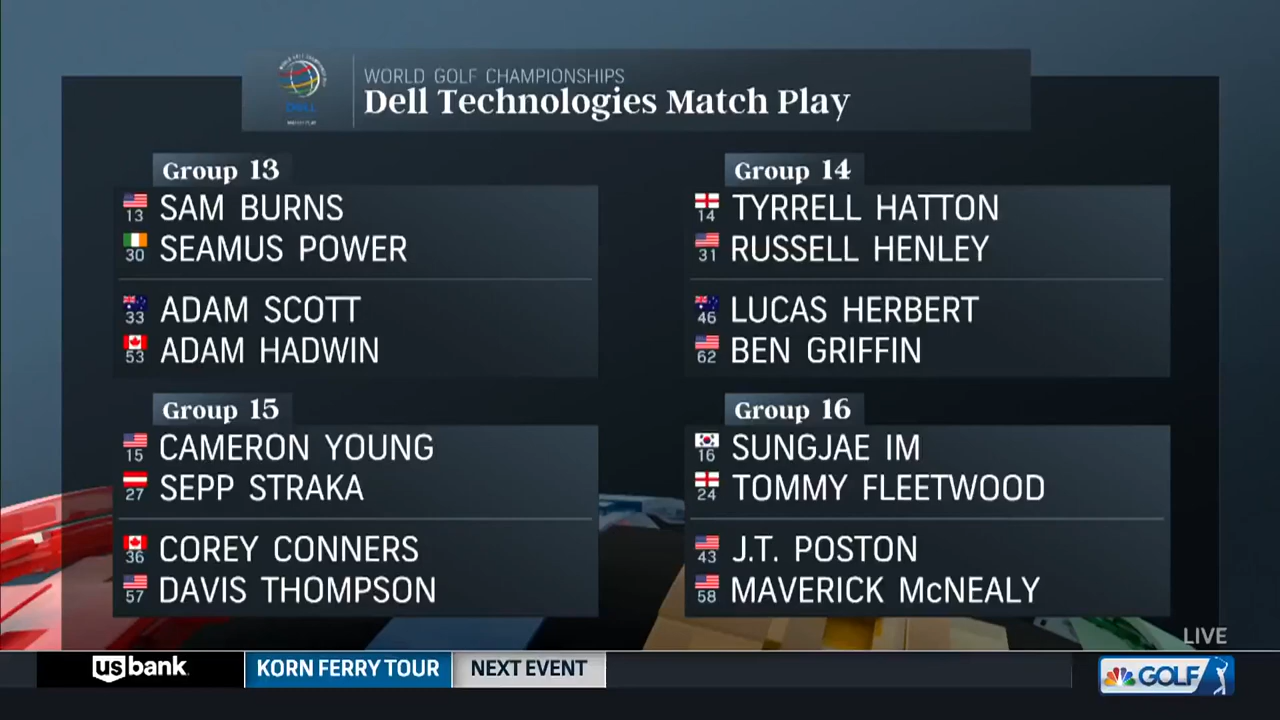 WORLD GOLF CHAMPIONSHIPS
Dell Technologies Match Play
DELL
MATCH PLAY
Group 13
13 SAM BURNS
30 SEAMUS POWER
33 ADAM SCOTT
53 ADAM HADWIN
Group 14
14 TYRRELL HATTON
31 RUSSELL HENLEY
46 LUCAS HERBERT
62 BEN GRIFFIN
Group 15
15 CAMERON YOUNG
27 SEPP STRAKA
36 COREY CONNERS
57 DAVIS THOMPSON
Group 16
16 SUNGJAE IM
24 TOMMY FLEETWOOD
43 J.T. POSTON
58 MAVERICK McNEALY
LIVE
usbank
KORN FERRY TOUR
NEXT EVENT
GOLF